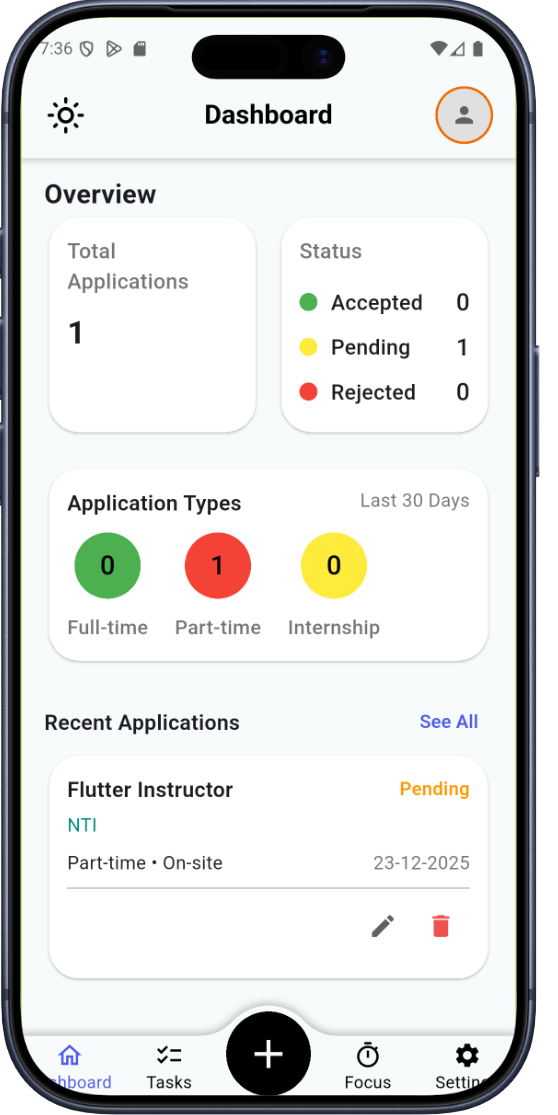 7:36
Dashboard
Overview
Total
Applications
1
Status
Accepted 0
Pending 1
Rejected 0
Application Types Last 30 Days
0 1 0
Full-time Part-time Internship
Recent Applications See All
Flutter Instructor Pending
NTI
Part-time • On-site 23-12-2025
hboard Tasks Focus Settin